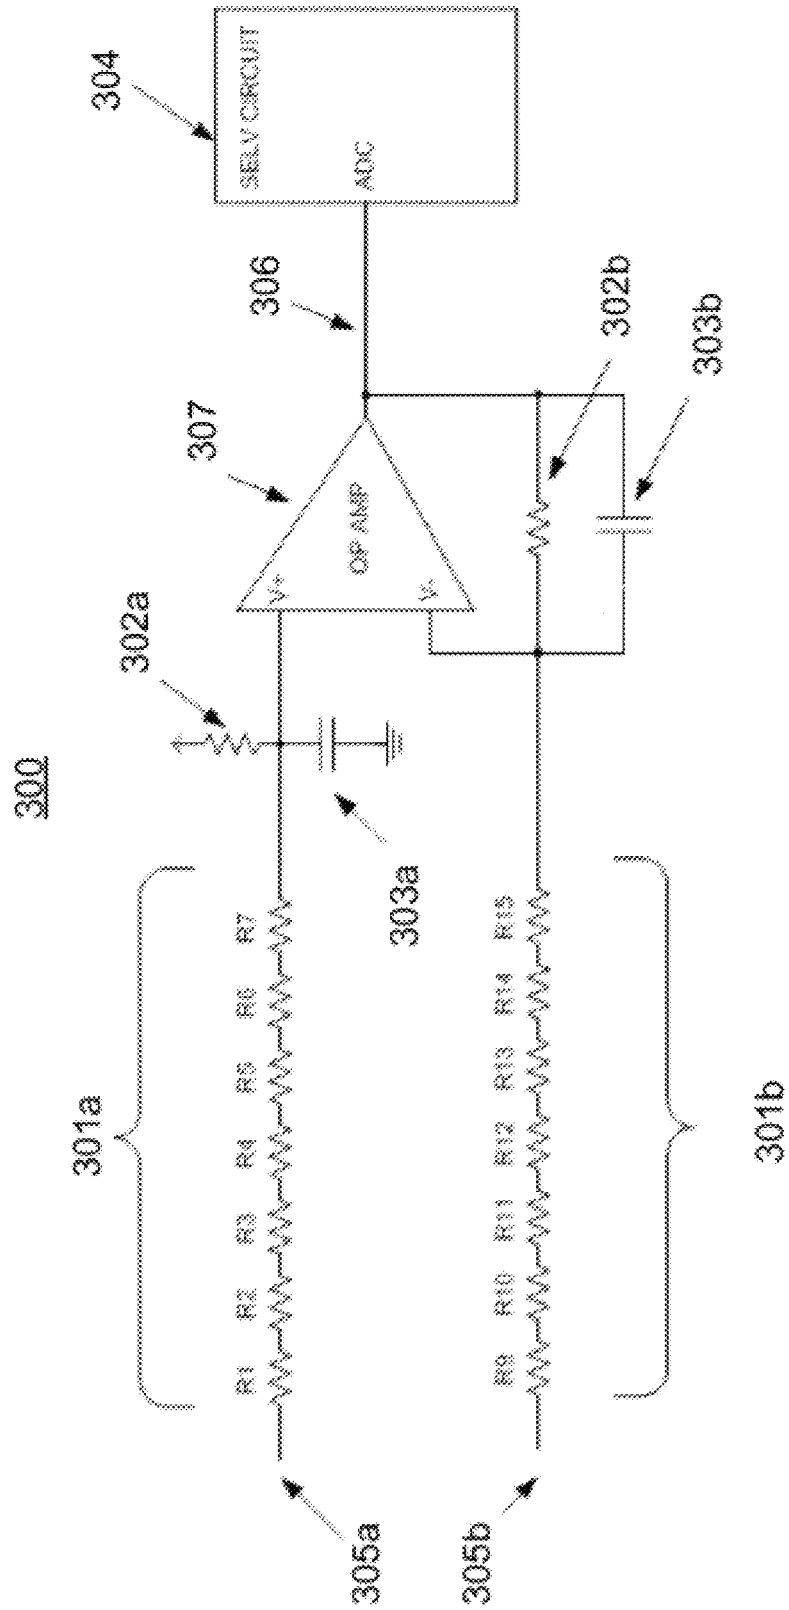 300
301a
R1 R2 R3 R4 R5 R6 R7
302a
303a
305a
307
V+
OP AMP
V-
306
304
SELV CIRCUIT
ADC
305b
R9 R10 R11 R12 R13 R14 R15
301b
302b
303b